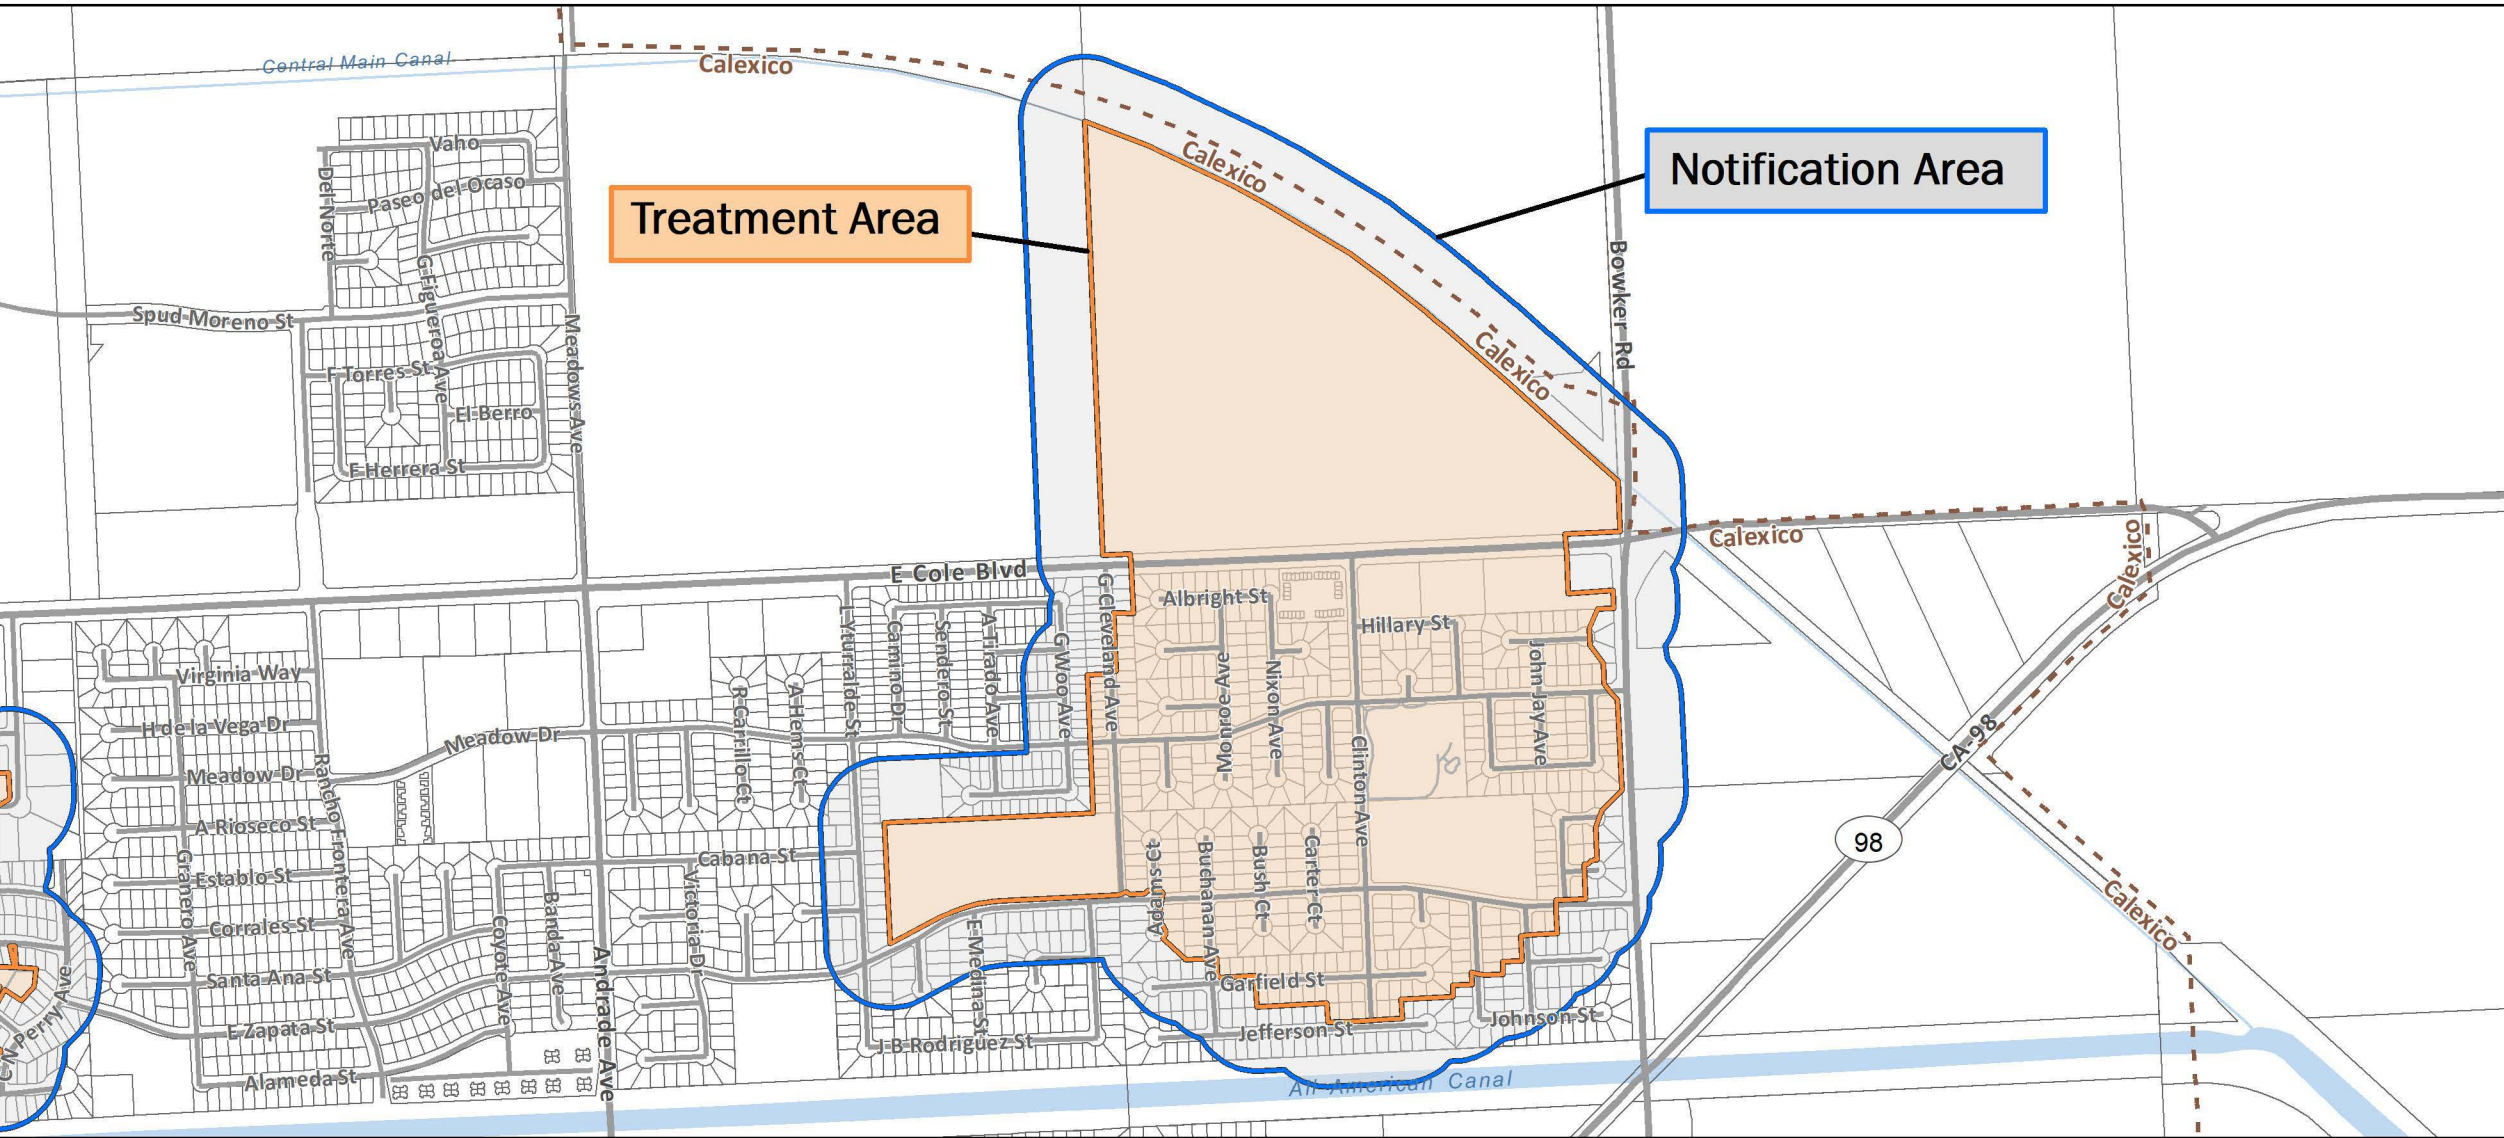 Central Main Canal
Calexico
Calexico
Notification Area
Treatment Area
Vaho
Del Norte
Paseo del Ocaso
G Figueroa Ave
Spud Moreno St
Meadows Ave
Bowker Rd
Calexico
F Torres St
El Berro
F Herrera St
Calexico
Calexico
E Cole Blvd
G Cleveland Ave
Albright St
Hillary St
Lyturralde St
Camino Dr
Sendero St
A Tirado Ave
G Woo Ave
Monroe Ave
Nixon Ave
John Jay Ave
Virginia Way
R Carrillo Ct
A Hems Ct
H de la Vega Dr
Meadow Dr
Clinton Ave
CA-98
Meadow Dr
Rancho Frontera Ave
A Rioseco St
98
Granero Ave
Establo St
Cabana St
Victoria Dr
Appamus Ct
Buchanan Ave
Bush Ct
Carter Ct
Calexico
Corrales St
Coyote Ave
Banda Ave
Andrade Ave
E Medina St
Santa Ana St
Garfield St
N Perry Ave
E Zapata St
J B Rodriguez St
Jefferson St
Johnson St
Alameda St
All-American Canal